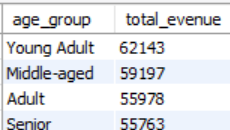 age_group total_evenue
Young Adult 62143
Middle-aged 59197
Adult 55978
Senior 55763